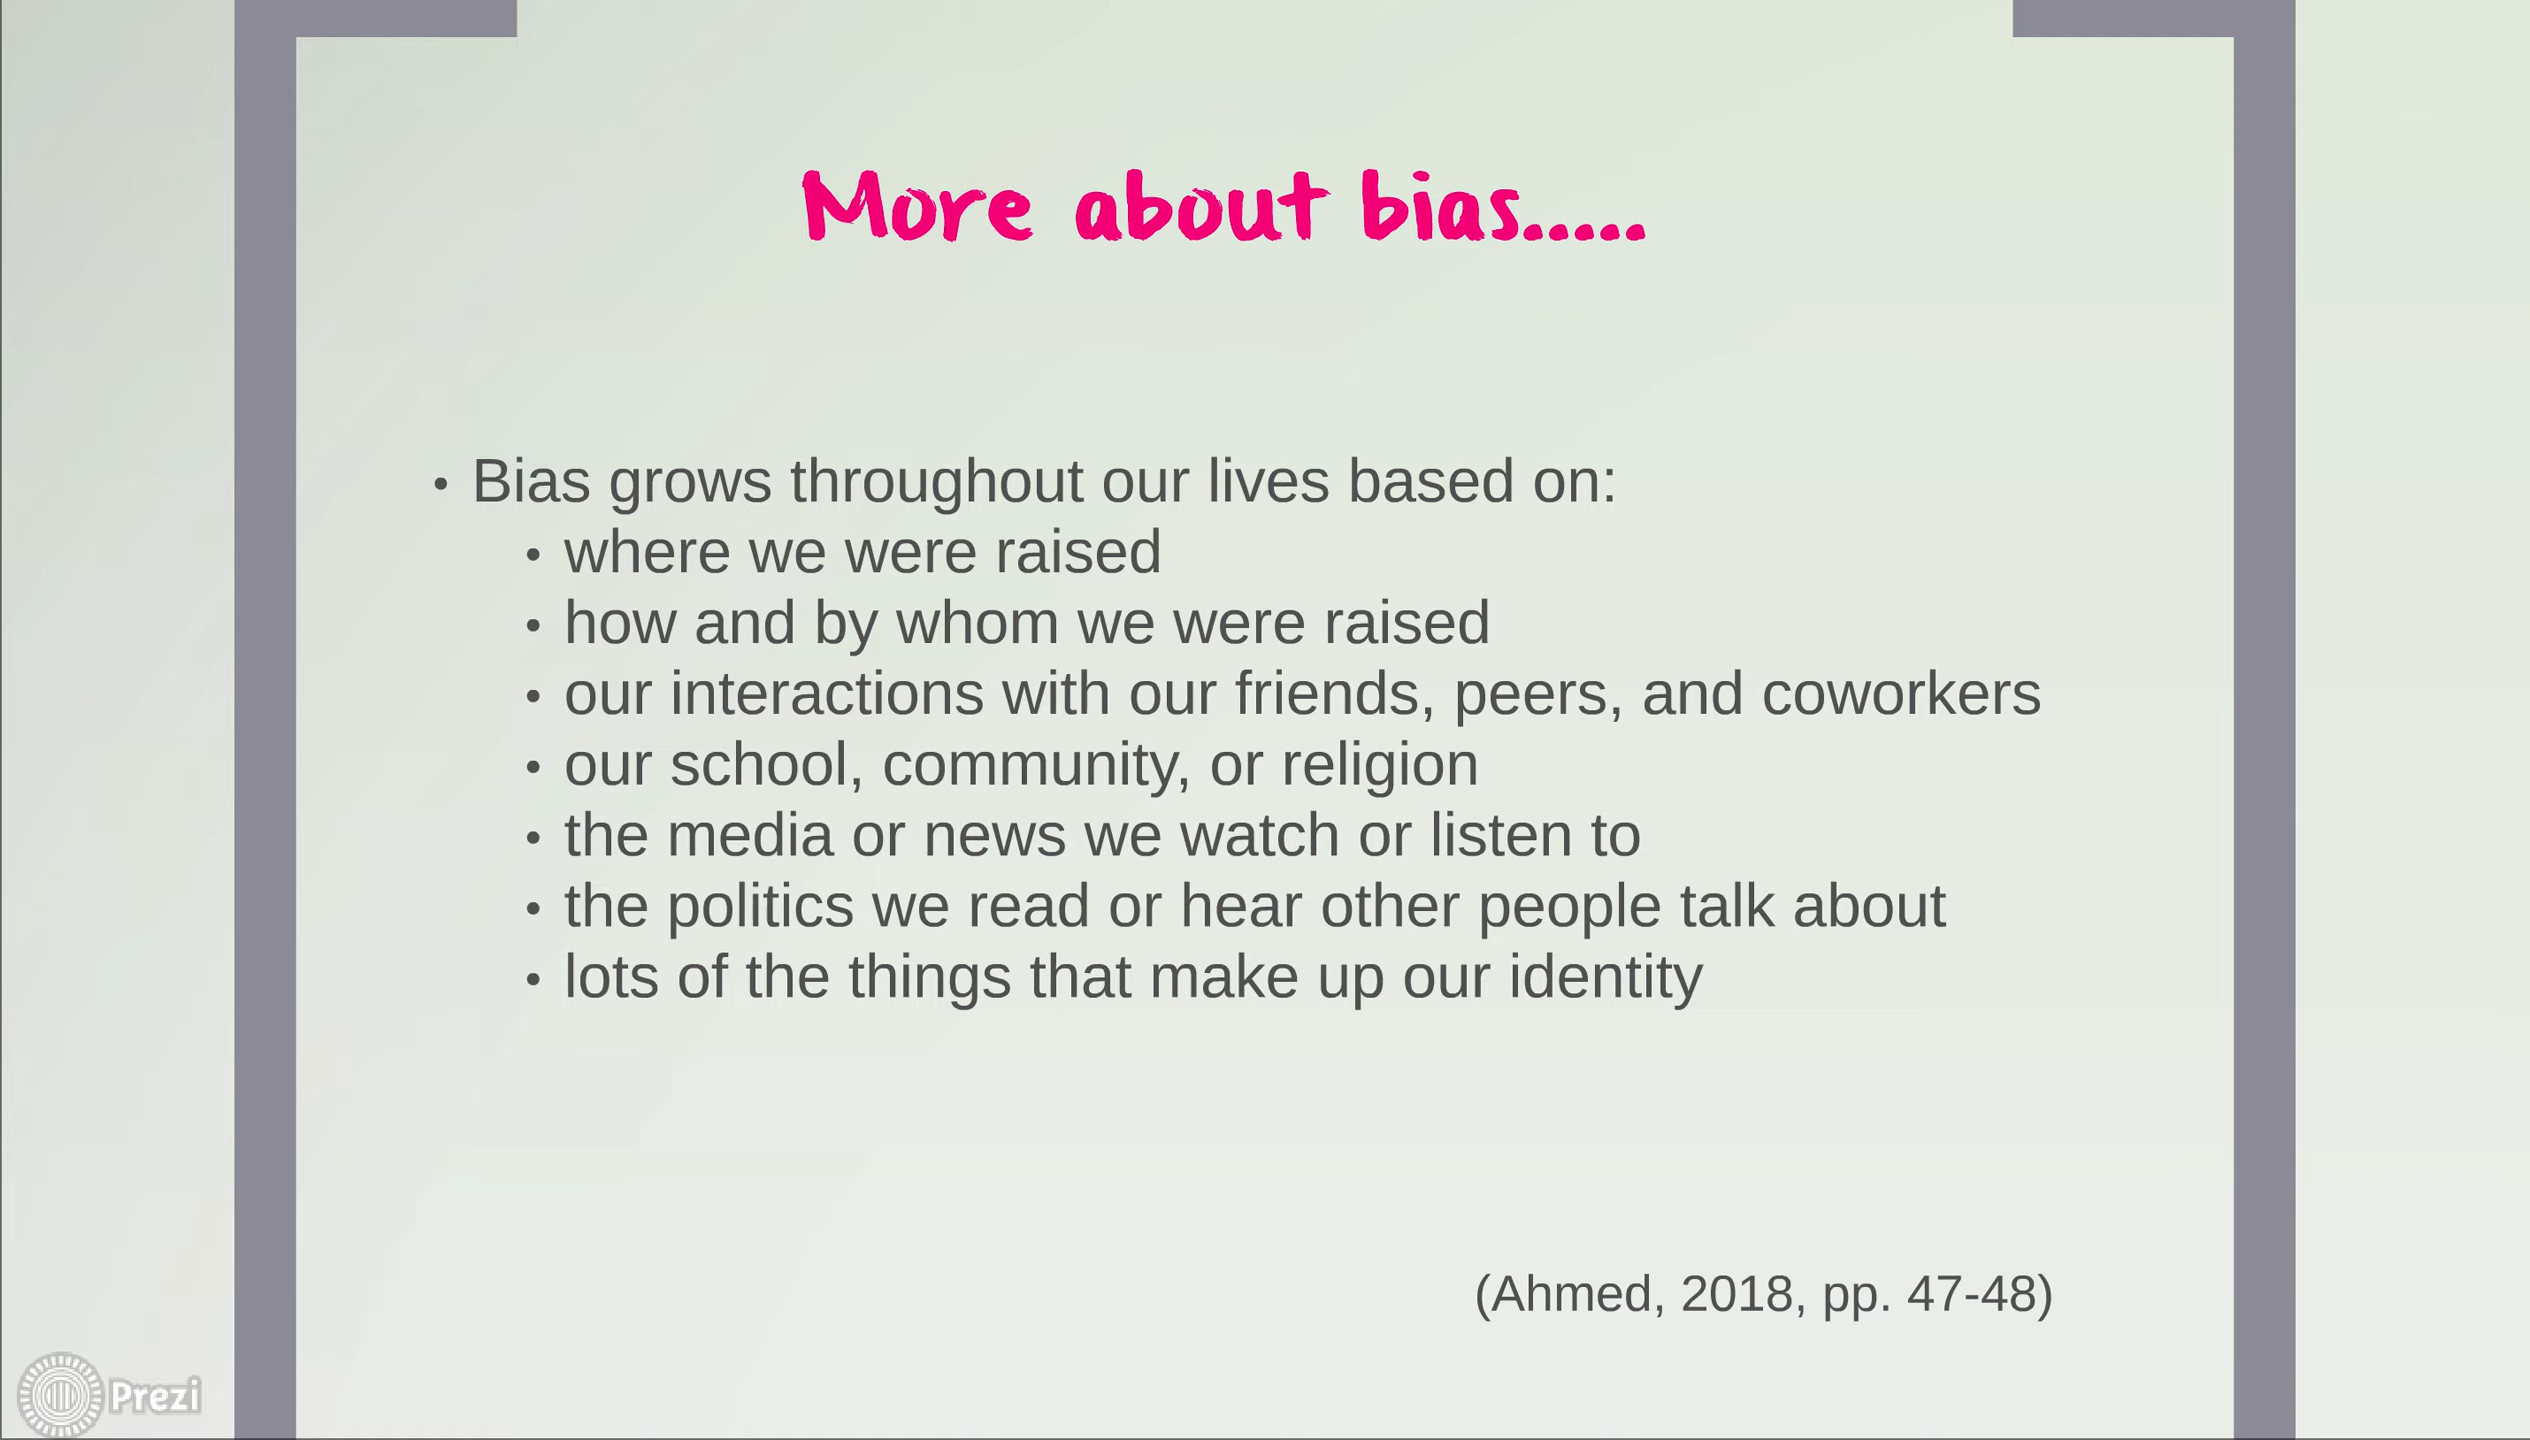 More about bias.....
• Bias grows throughout our lives based on:
• where we were raised
• how and by whom we were raised
• our interactions with our friends, peers, and coworkers
• our school, community, or religion
• the media or news we watch or listen to
• the politics we read or hear other people talk about
• lots of the things that make up our identity
(Ahmed, 2018, pp. 47-48)
Prezi